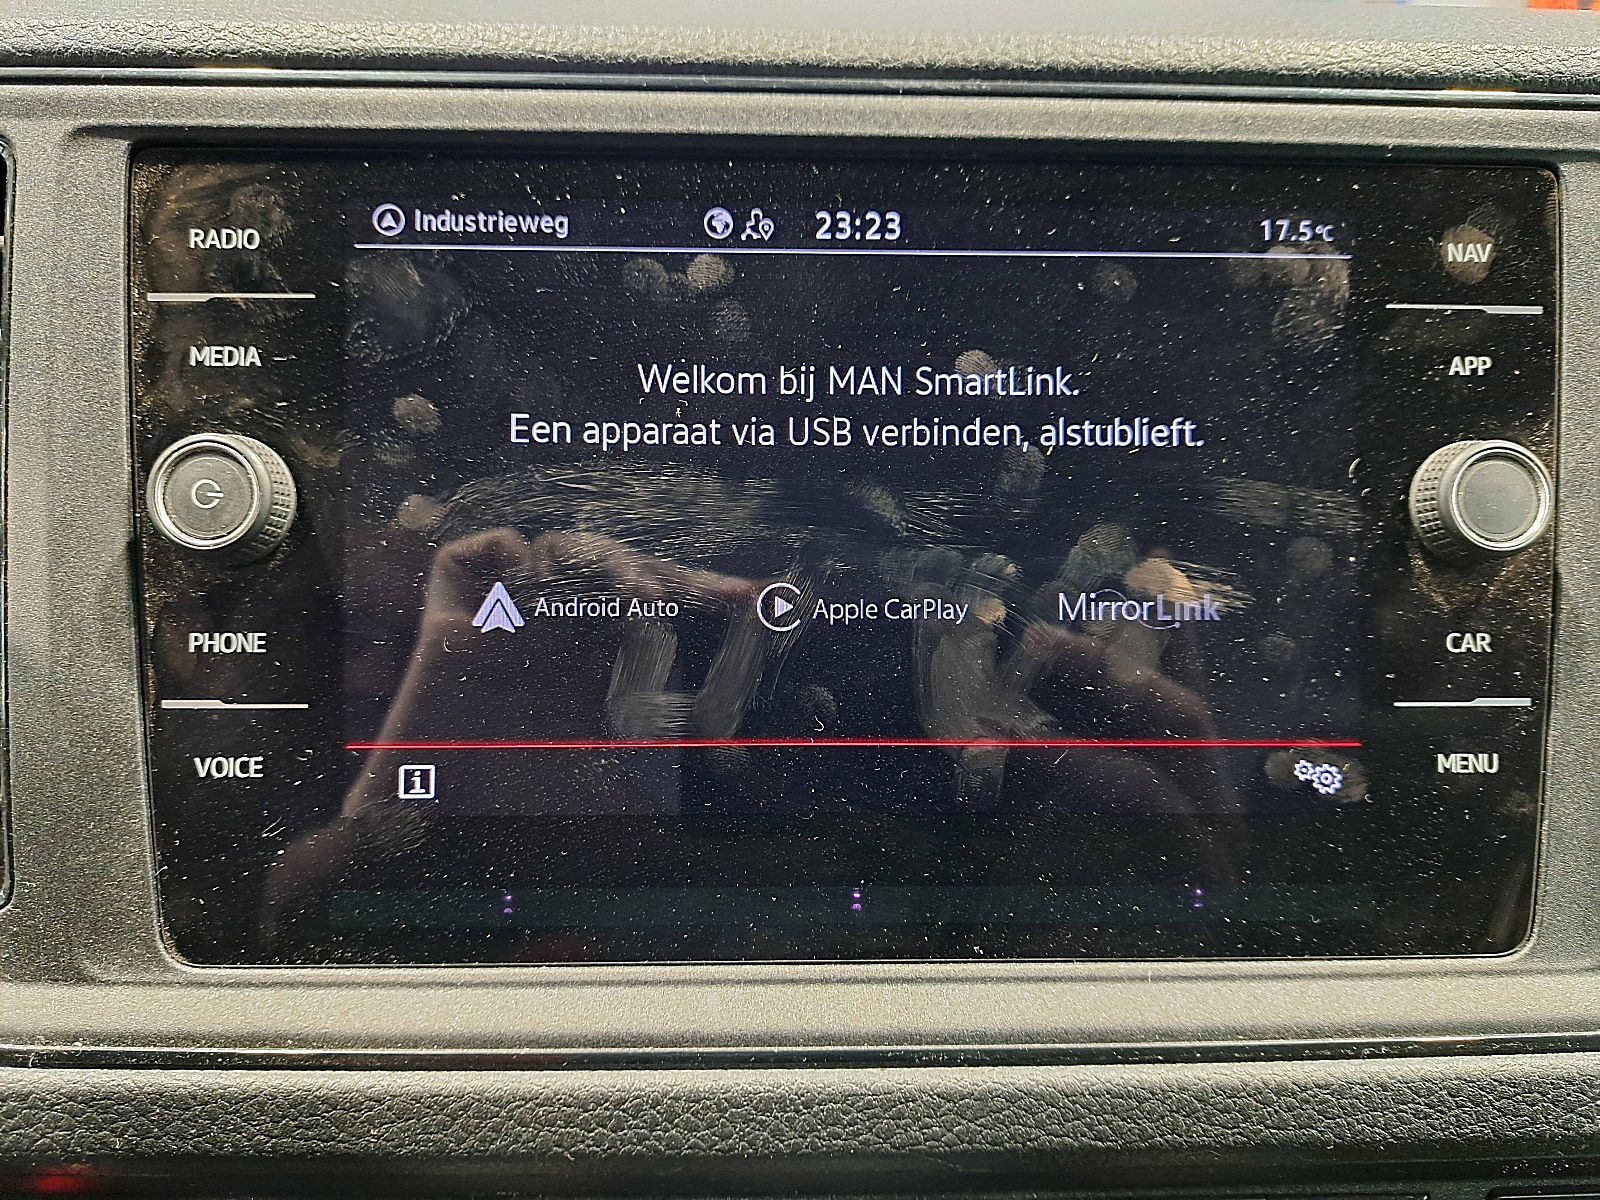 Industrieweg 23:23 17.5°C
RADIO
NAV
MEDIA
APP
Welkom bij MAN SmartLink.
Een apparaat via USB verbinden, alstublieft.
Android Auto
Apple CarPlay
MirrorLink
PHONE
CAR
VOICE
MENU
i